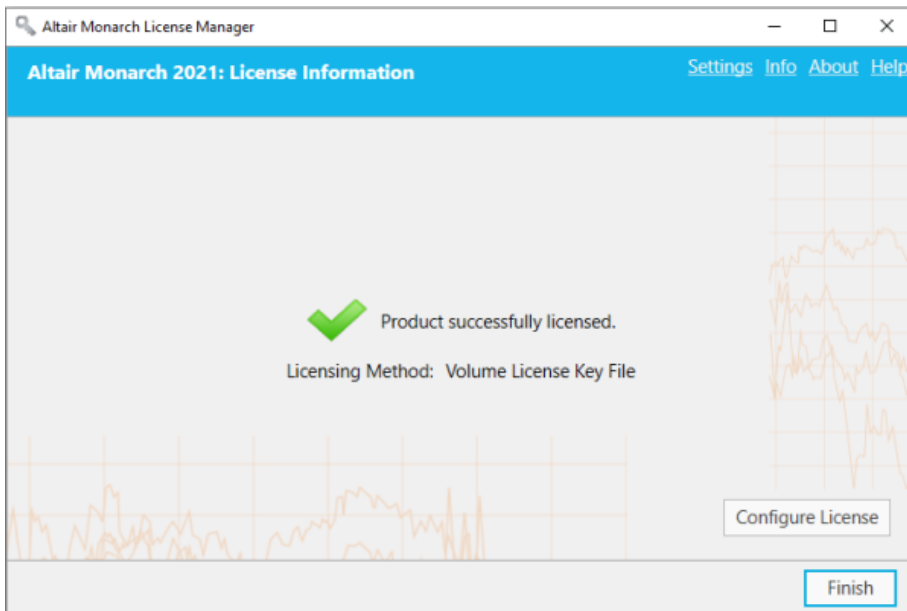 Altair Monarch License Manager
Altair Monarch 2021: License Information
Settings Info About Help
Product successfully licensed.
Licensing Method: Volume License Key File
Configure License
Finish